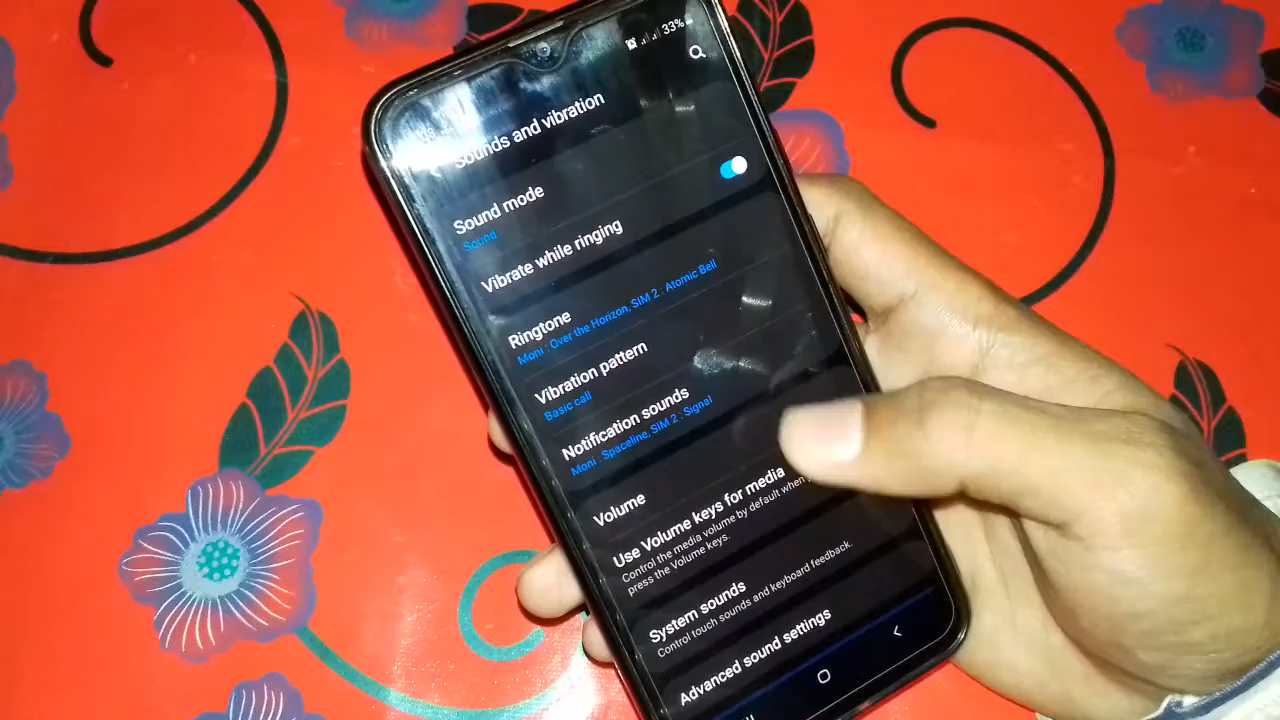 33%
Sounds and vibration
Sound mode
Sound
Vibrate while ringing
Ringtone
Moni : Over the Horizon, SIM 2 : Atomic Bell
Vibration pattern
Basic call
Notification sounds
Moni : Spaceline, SIM 2 : Signal
Volume
Use Volume keys for media
Control the media volume by default when
press the Volume keys.
System sounds
Control touch sounds and keyboard feedback.
Advanced sound settings